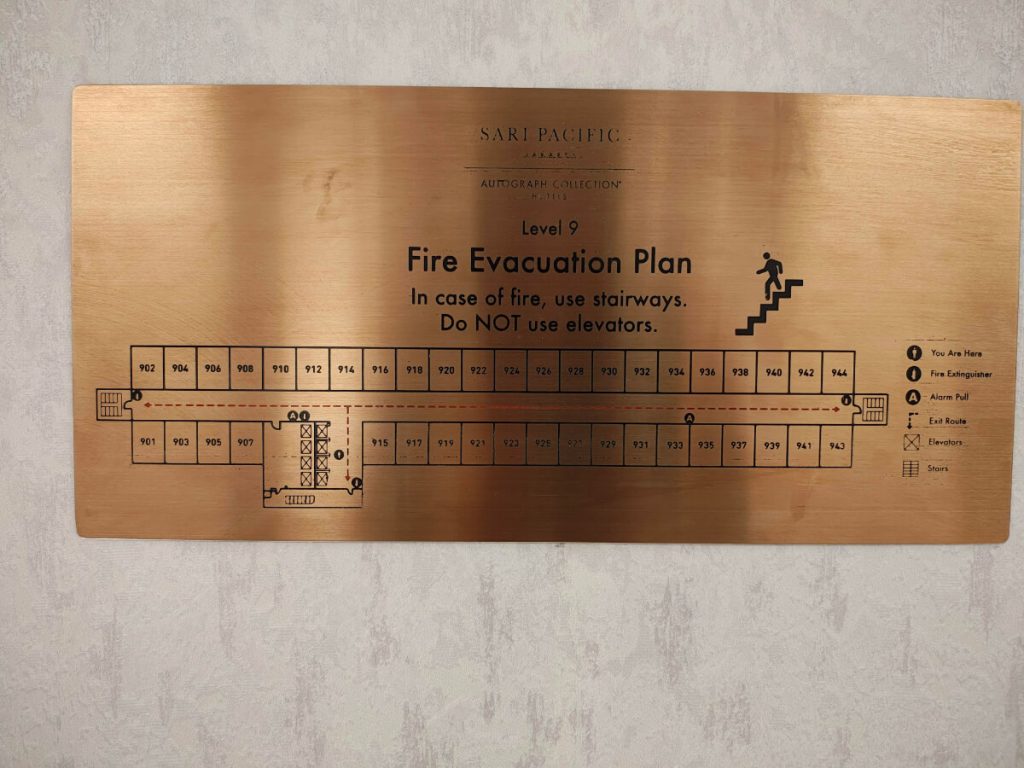 SARI PACIFIC
JAKARTA
AUTOGRAPH COLLECTION
HOTELS
Level 9
Fire Evacuation Plan
In case of fire, use stairways.
Do NOT use elevators.
902 904 906 908 910 912 914 916 918 920 922 924 926 928 930 932 934 936 938 940 942 944
A A
901 903 905 907 915 917 919 921 923 925 927 929 931 933 935 937 939 941 943
You Are Here
Fire Extinguisher
A Alarm Pull
Exit Route
Elevators
Stairs